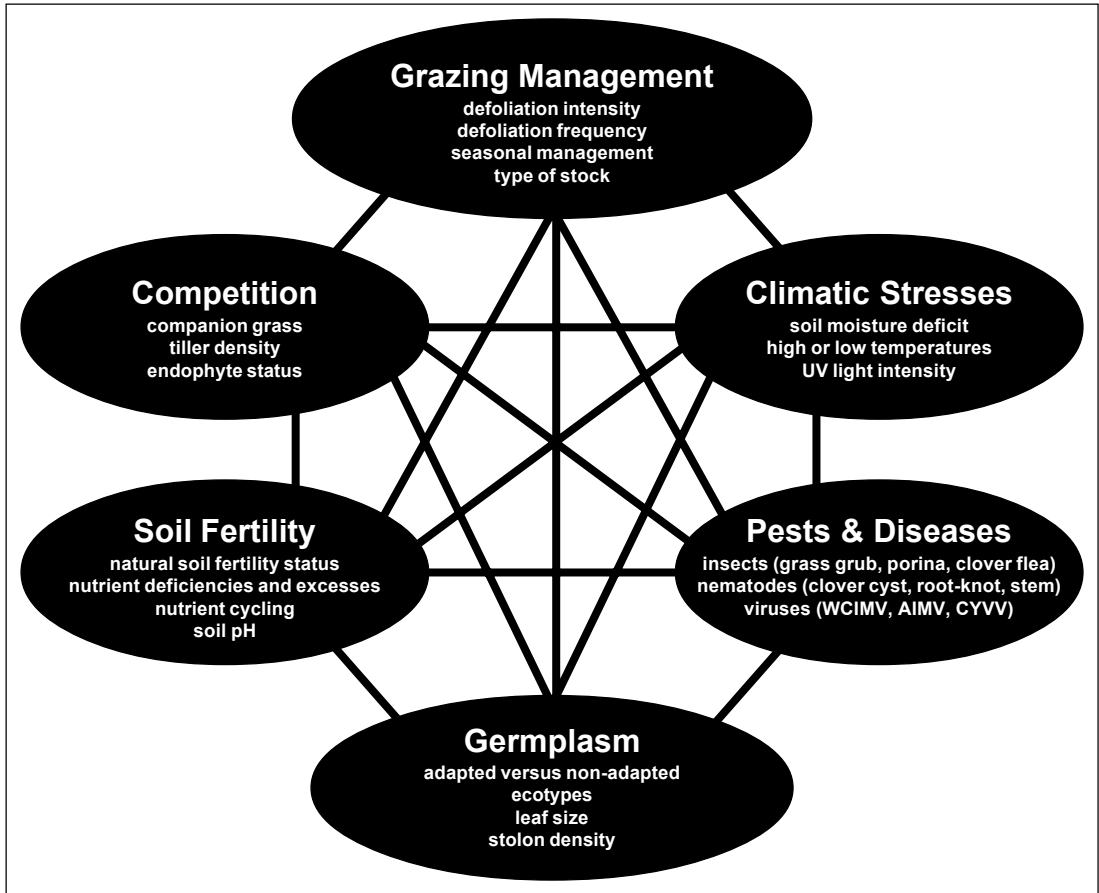 Grazing Management
defoliation intensity
defoliation frequency
seasonal management
type of stock
Competition
companion grass
tiller density
endophyte status
Climatic Stresses
soil moisture deficit
high or low temperatures
UV light intensity
Soil Fertility
natural soil fertility status
nutrient deficiencies and excesses
nutrient cycling
soil pH
Pests & Diseases
insects (grass grub, porina, clover flea)
nematodes (clover cyst, root-knot, stem)
viruses (WCIMV, AIMV, CYVV)
Germplasm
adapted versus non-adapted
ecotypes
leaf size
stolon density